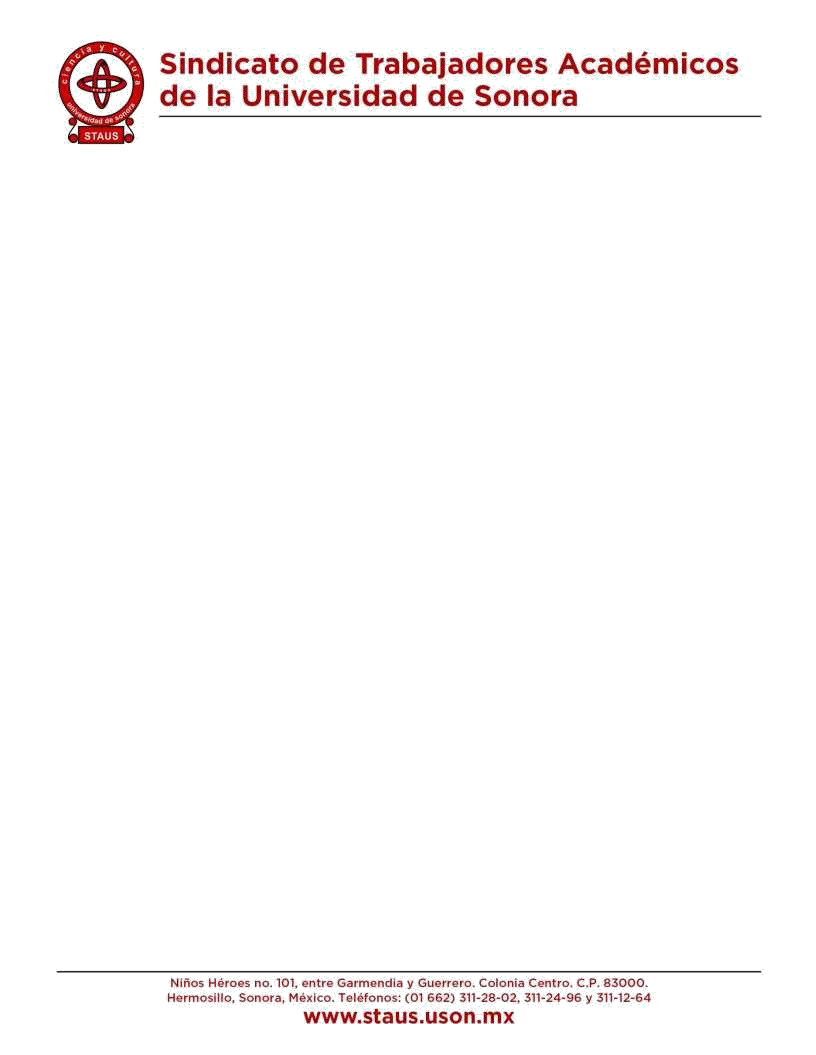 ciencia y cultura
STAUS
universidad de sonora
STAUS
Sindicato de Trabajadores Académicos
de la Universidad de Sonora
Niños Héroes no. 101, entre Garmendia y Guerrero. Colonia Centro. C.P. 83000.
Hermosillo, Sonora, México. Teléfonos: (01 662) 311-28-02, 311-24-96 y 311-12-64
www.staus.uson.mx